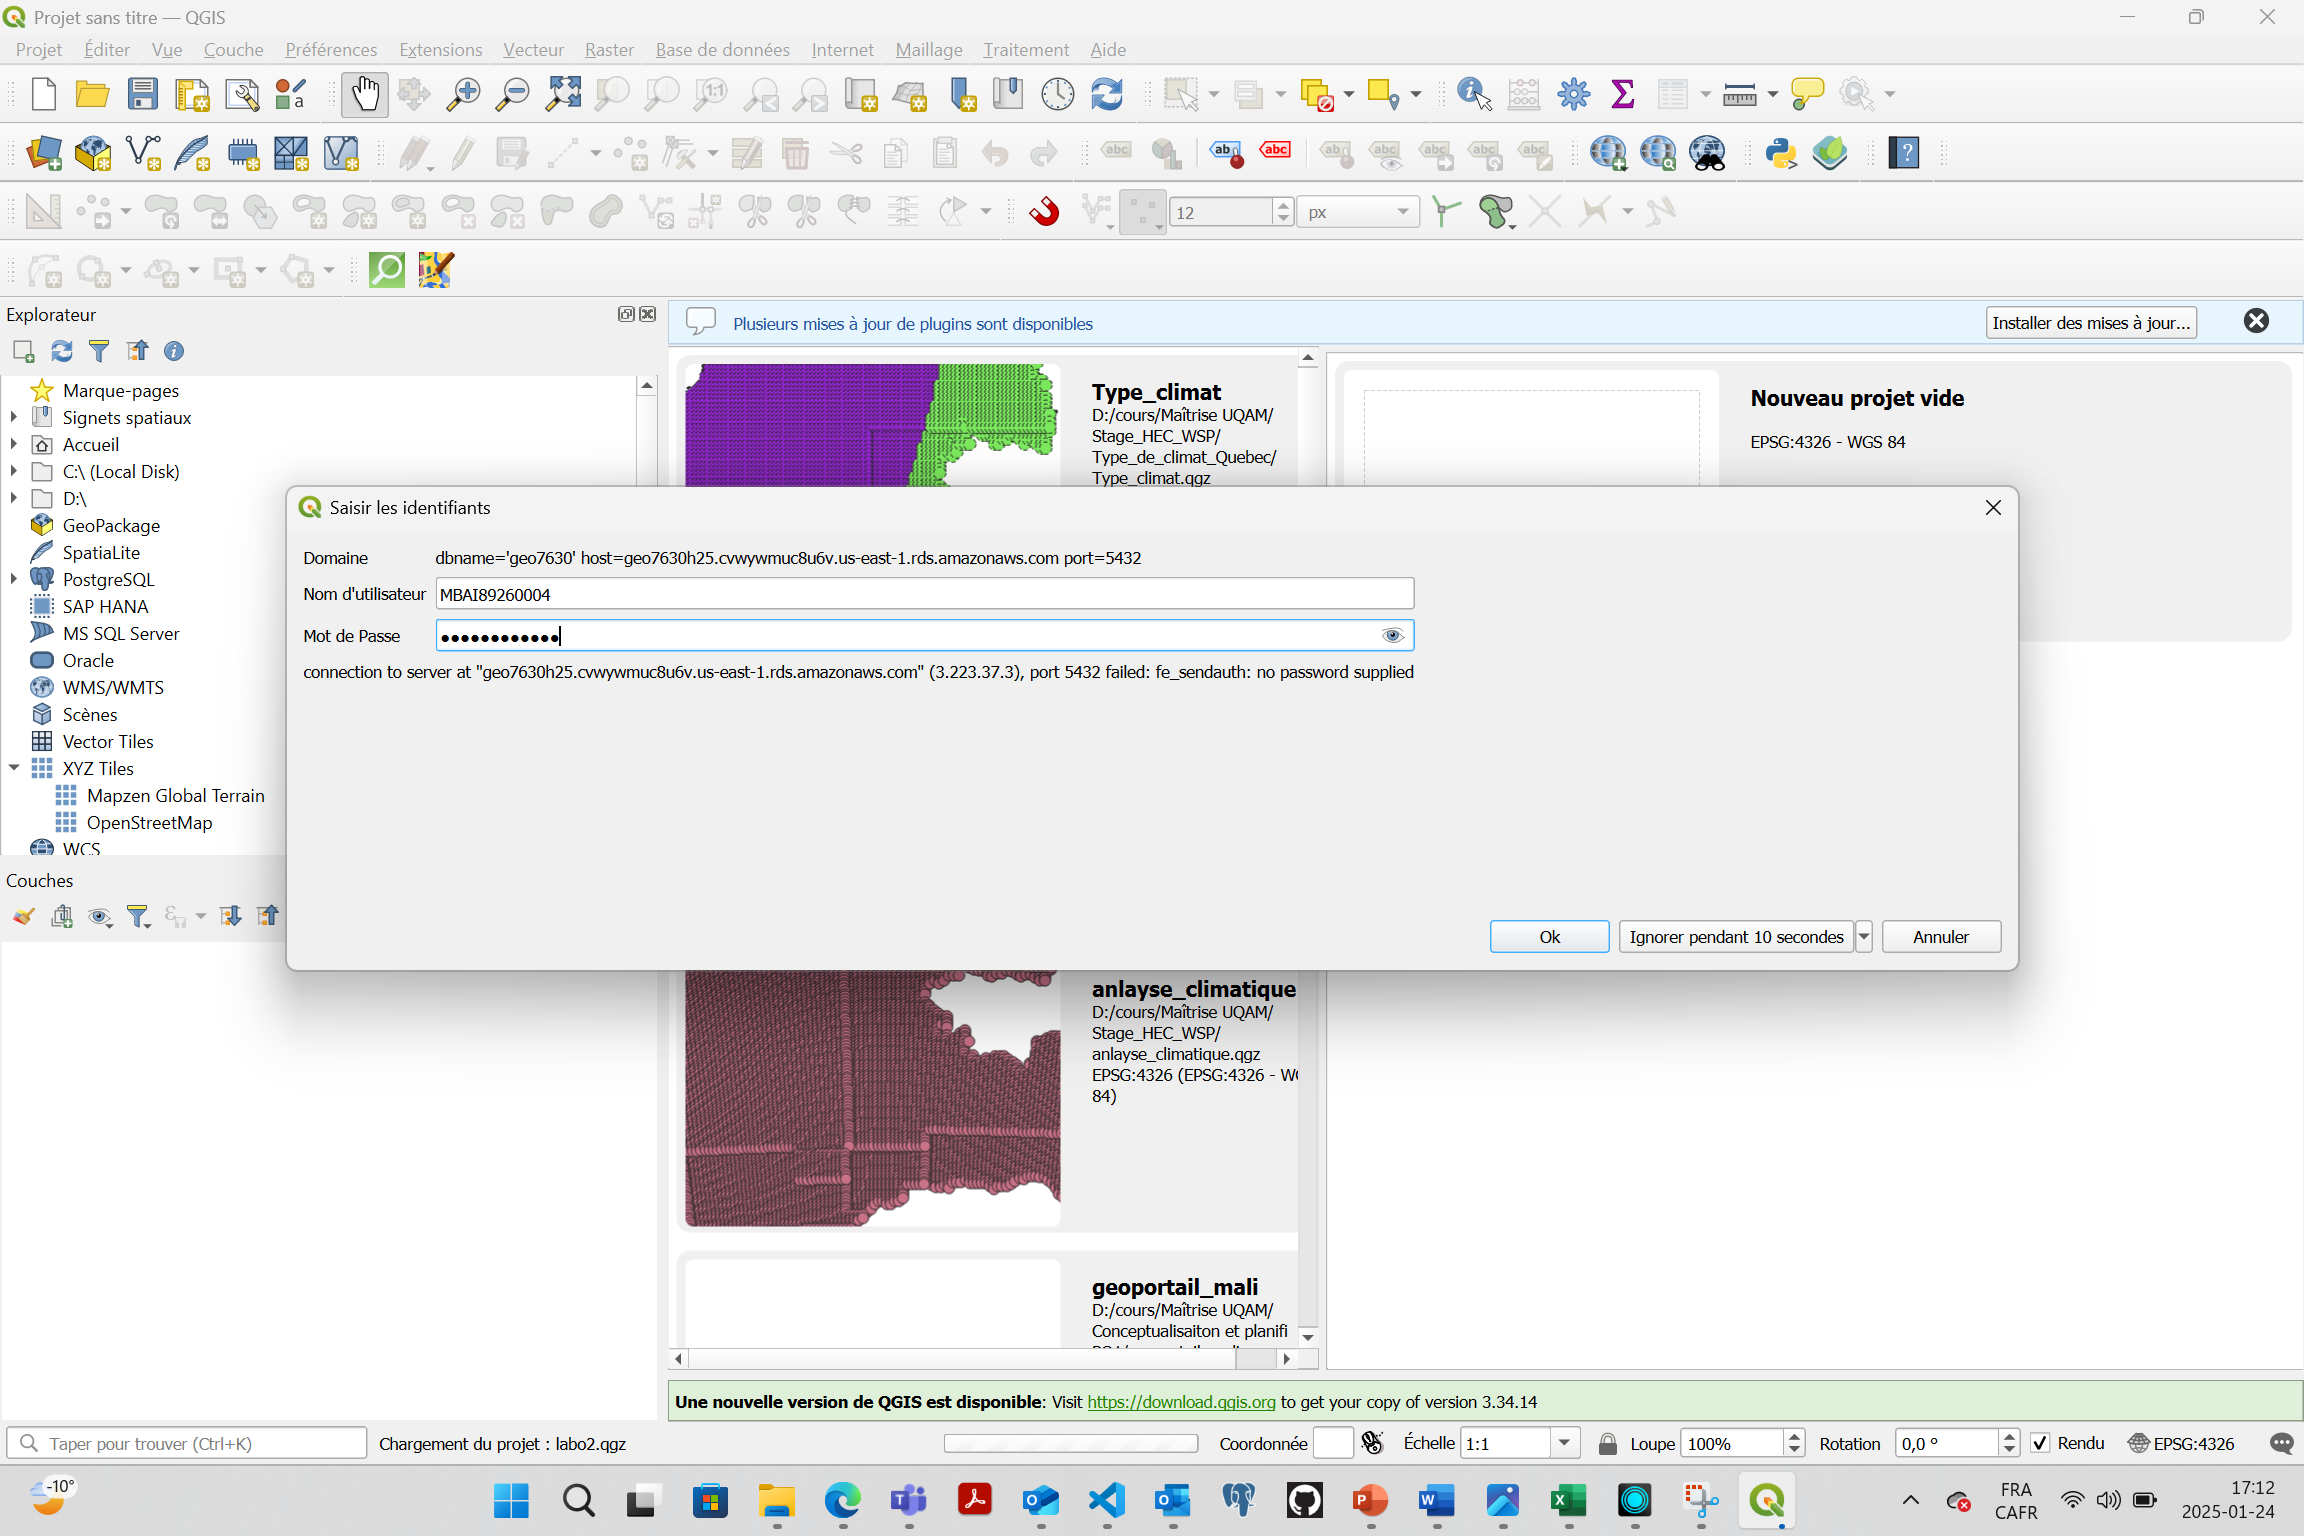 Projet sans titre — QGIS
Projet Éditer Vue Couche Préférences Extensions Vecteur Raster Base de données Internet Maillage Traitement Aide
12 px
Explorateur
Plusieurs mises à jour de plugins sont disponibles
Installer des mises à jour...
Marque-pages
Signets spatiaux
Accueil
C:\ (Local Disk)
D:\
GeoPackage
SpatiaLite
PostgreSQL
SAP HANA
MS SQL Server
Oracle
WMS/WMTS
Scènes
Vector Tiles
XYZ Tiles
Mapzen Global Terrain
OpenStreetMap
WCS
Couches
Type_climat
D:/cours/Maîtrise UQAM/
Stage_HEC_WSP/
Type_de_climat_Quebec/
Type_climat.qgz
Nouveau projet vide
EPSG:4326 - WGS 84
Saisir les identifiants
Domaine dbname='geo7630' host=geo7630h25.cvwywmuc8u6v.us-east-1.rds.amazonaws.com port=5432
Nom d'utilisateur MBAI89260004
Mot de Passe ●●●●●●●●●●●●
connection to server at "geo7630h25.cvwywmuc8u6v.us-east-1.rds.amazonaws.com" (3.223.37.3), port 5432 failed: fe_sendauth: no password supplied
Ok Ignorer pendant 10 secondes Annuler
anlayse_climatique
D:/cours/Maîtrise UQAM/
Stage_HEC_WSP/
anlayse_climatique.qgz
EPSG:4326 (EPSG:4326 - WG
84)
geoportail_mali
D:/cours/Maîtrise UQAM/
Conceptualisaiton et planifi
Une nouvelle version de QGIS est disponible: Visit https://download.qgis.org to get your copy of version 3.34.14
Taper pour trouver (Ctrl+K) Chargement du projet : labo2.qgz Coordonnée Échelle 1:1 Loupe 100% Rotation 0,0 ° Rendu EPSG:4326
-10°
FRA
CAFR
17:12
2025-01-24